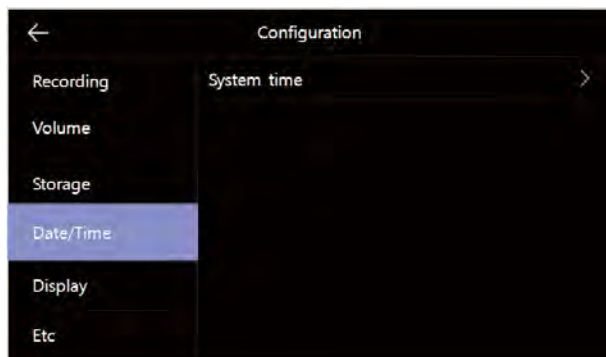 Configuration
Recording
Volume
Storage
Date/Time
Display
Etc
System time